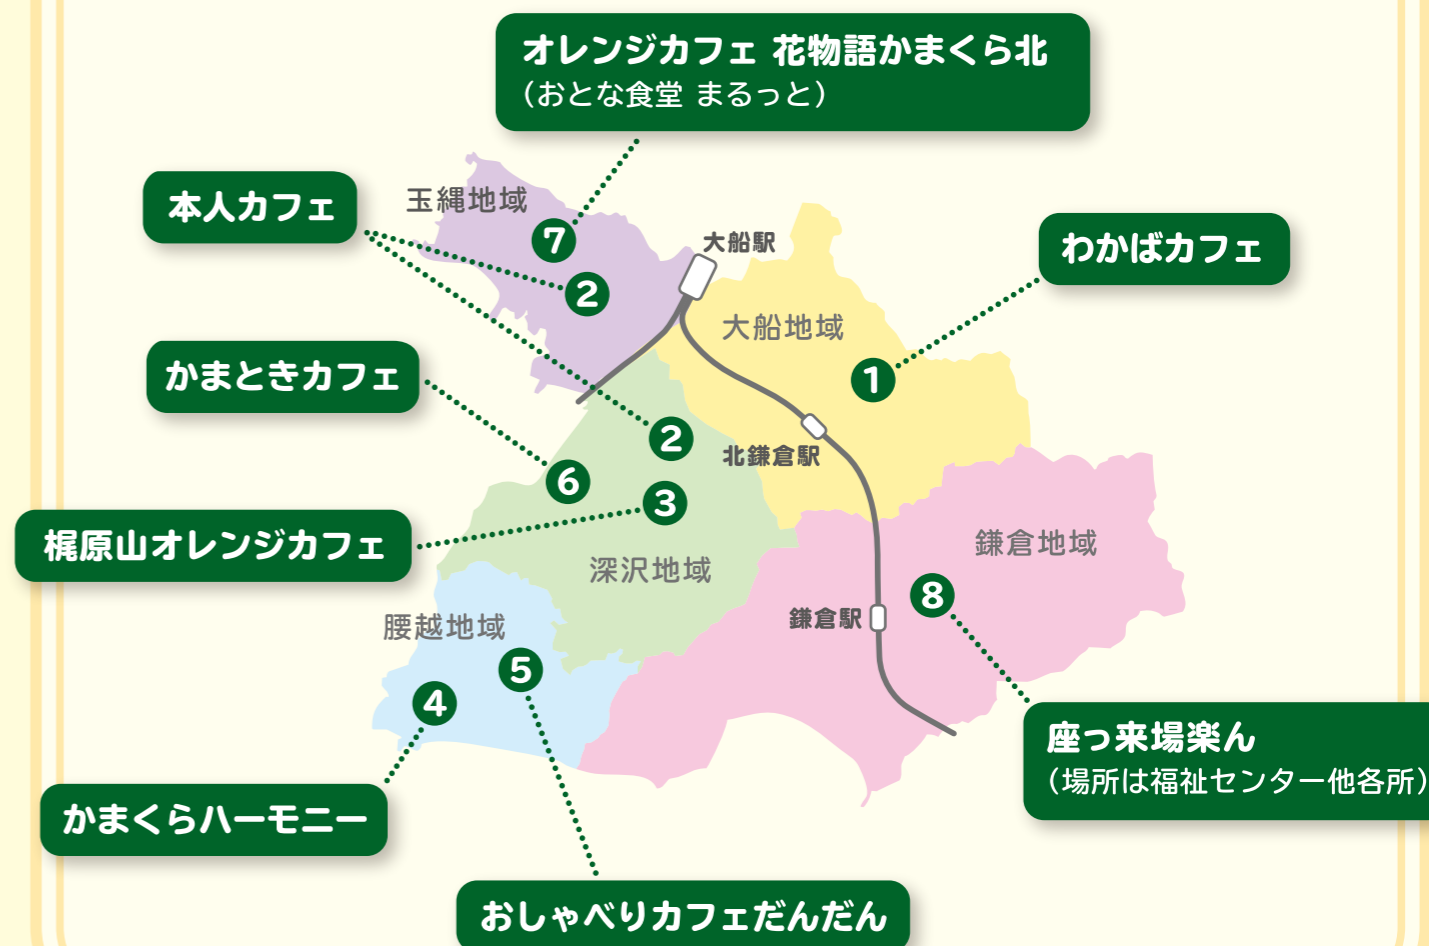 オレンジカフェ 花物語かまくら北
（おとな食堂 まるっと）
本人カフェ
玉縄地域
7
大船駅
わかばカフェ
2
大船地域
かまときカフェ
1
2
北鎌倉駅
6
3
梶原山オレンジカフェ
鎌倉地域
深沢地域
8
鎌倉駅
腰越地域
5
4
座っ来場楽ん
（場所は福祉センター他各所）
かまくらハーモニー
おしゃべりカフェだんだん